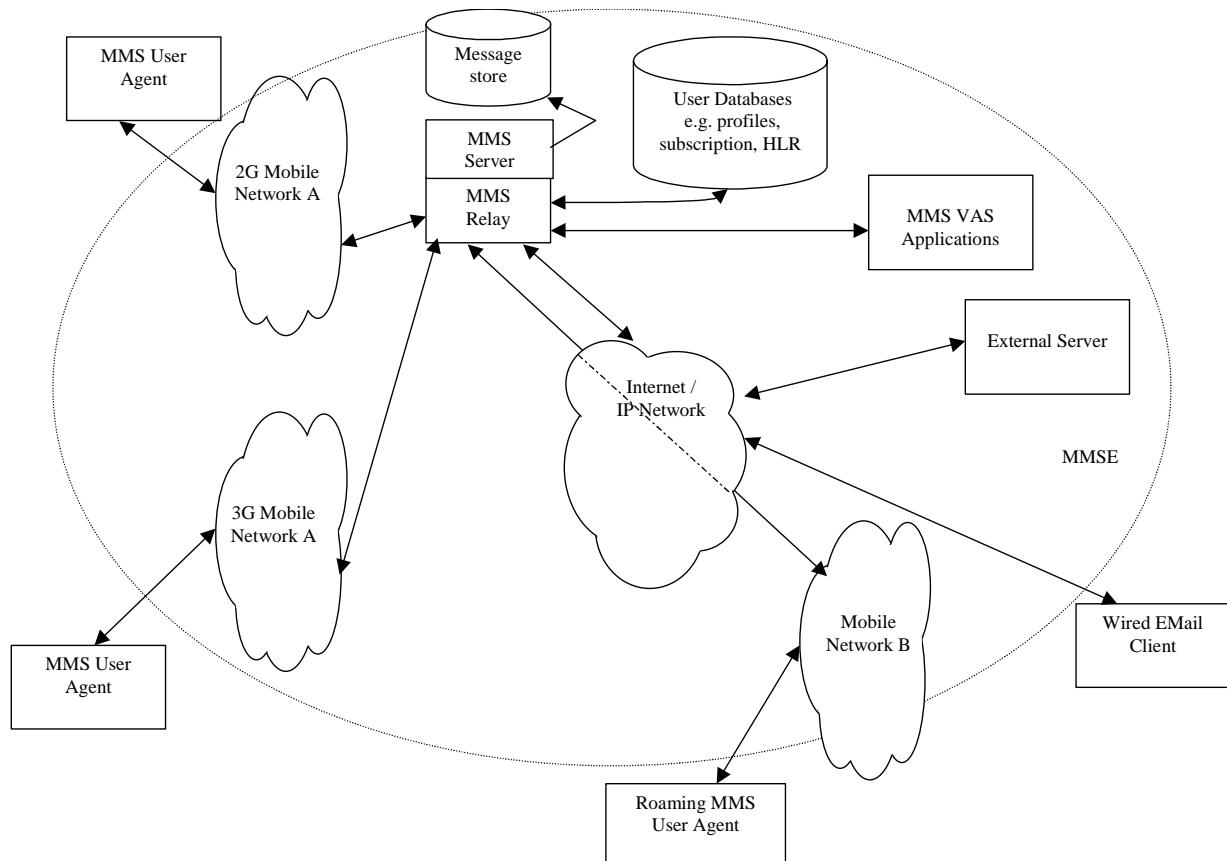 MMS User
Agent
Message
store
User Databases
e.g. profiles,
subscription, HLR
MMS
Server
2G Mobile
Network A
MMS
Relay
MMS VAS
Applications
External Server
Internet /
IP Network
MMSE
3G Mobile
Network A
Mobile
Network B
Wired EMail
Client
MMS User
Agent
Roaming MMS
User Agent